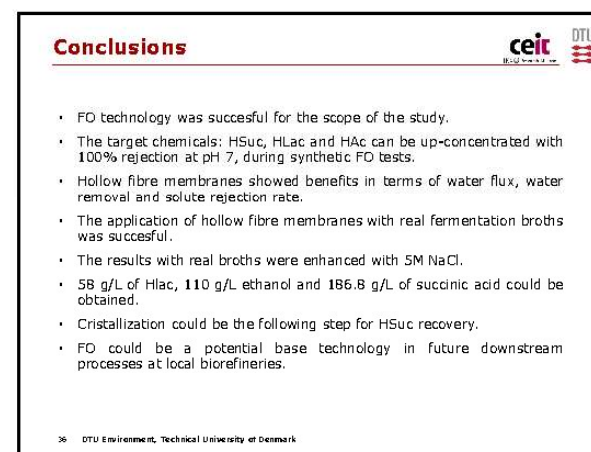 Conclusions
ceit
DTU
• FO technology was succesful for the scope of the study.
• The target chemicals: HSuc, HLac and HAc can be up-concentrated with
100% rejection at pH 7, during synthetic FO tests.
• Hollow fibre membranes showed benefits in terms of water flux, water
removal and solute rejection rate.
• The application of hollow fibre membranes with real fermentation broths
was succesful.
• The results with real broths were enhanced with 5M NaCl.
• 58 g/L of Hlac, 110 g/L ethanol and 186.8 g/L of succinic acid could be
obtained.
• Cristallization could be the following step for HSuc recovery.
• FO could be a potential base technology in future downstream
processes at local biorefineries.
36 DTU Environment, Technical University of Denmark